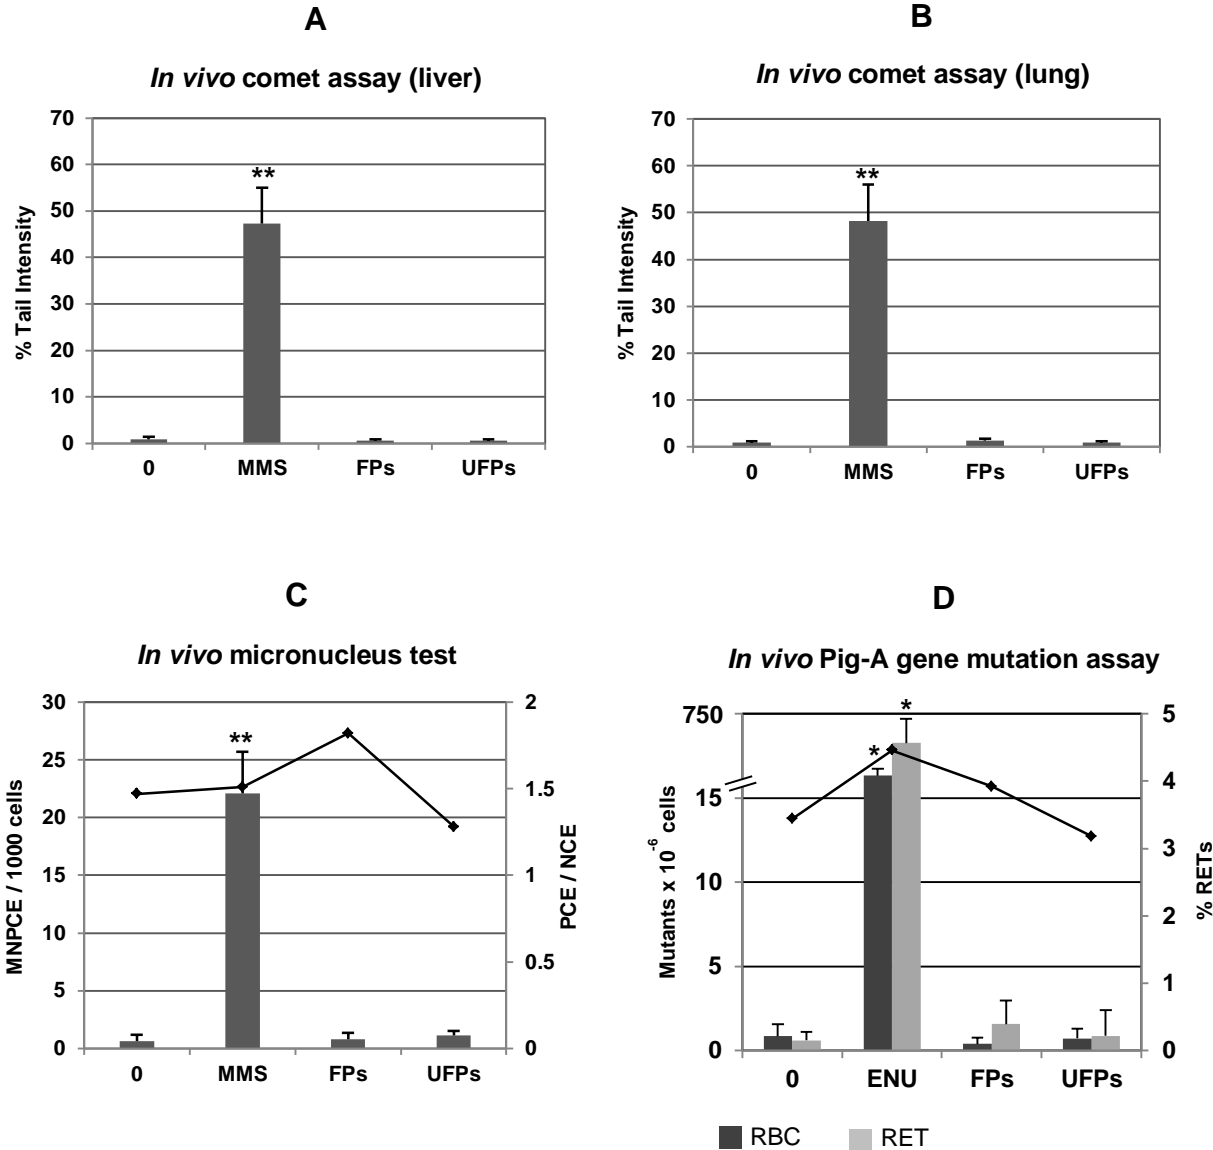 A
In vivo comet assay (liver)
% Tail Intensity
70
60
50
40
30
20
10
0
**
0 MMS FPs UFPs
B
In vivo comet assay (lung)
% Tail Intensity
70
60
50
40
30
20
10
0
**
0 MMS FPs UFPs
C
In vivo micronucleus test
MNPCE / 1000 cells
30
25
20
15
10
5
0
**
2
1.5
1
0.5
0
PCE / NCE
0 MMS FPs UFPs
D
In vivo Pig-A gene mutation assay
Mutants x 10-6 cells
750
15
10
5
0
*
*
5
4
3
2
1
0
% RETs
0 ENU FPs UFPs
RBC RET